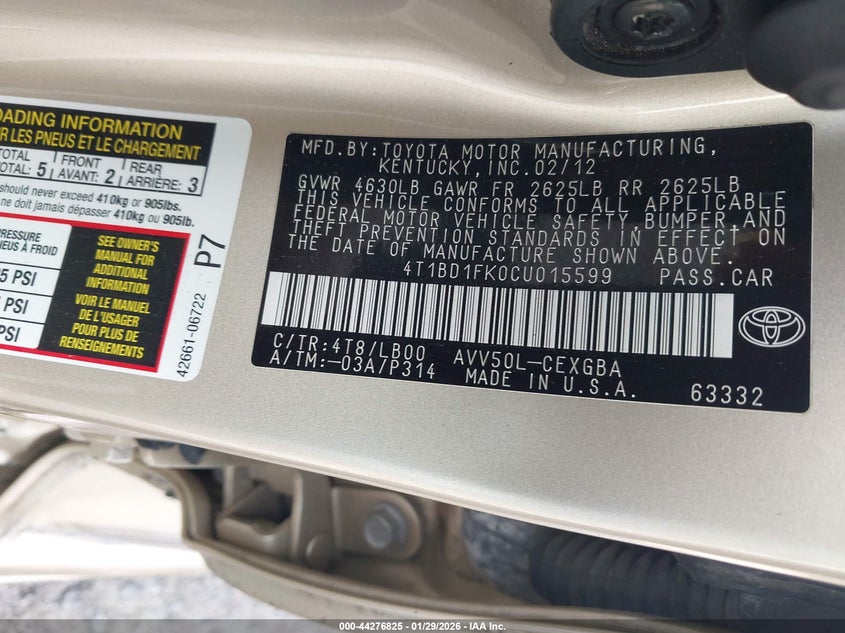 OADING INFORMATION
R LES PNEUS ET LE CHARGEMENT
TOTAL
TOTAL: 5
FRONT
AVANT: 2
REAR
ARRIÈRE: 3
should never exceed 410kg or 905lbs.
ne doit jamais dépasser 410kg ou 905lb.
PRESSURE
NEUS À FROID
5 PSI
PSI
PSI
SEE OWNER'S
MANUAL FOR
ADDITIONAL
INFORMATION
VOIR LE MANUEL
DE L'USAGER
POUR PLUS DE
RENSEIGNEMENTS
42661-06722
P7
MFD.BY:TOYOTA MOTOR MANUFACTURING,
KENTUCKY, INC.02/12
GVWR 4630LB GAWR FR 2625LB RR 2625LB
THIS VEHICLE CONFORMS TO ALL APPLICABLE
FEDERAL MOTOR VEHICLE SAFETY,BUMPER,AND
THEFT PREVENTION STANDARDS IN EFFECT ON
THE DATE OF MANUFACTURE SHOWN ABOVE.
4T1BD1FK0CU015599 PASS.CAR
C/TR:4T8/LB00 AVV50L-CEXGBA
A/TM:-03A/P314 MADE IN U.S.A.
63332
000-44276825 | 01/29/2026 - IAA Inc.